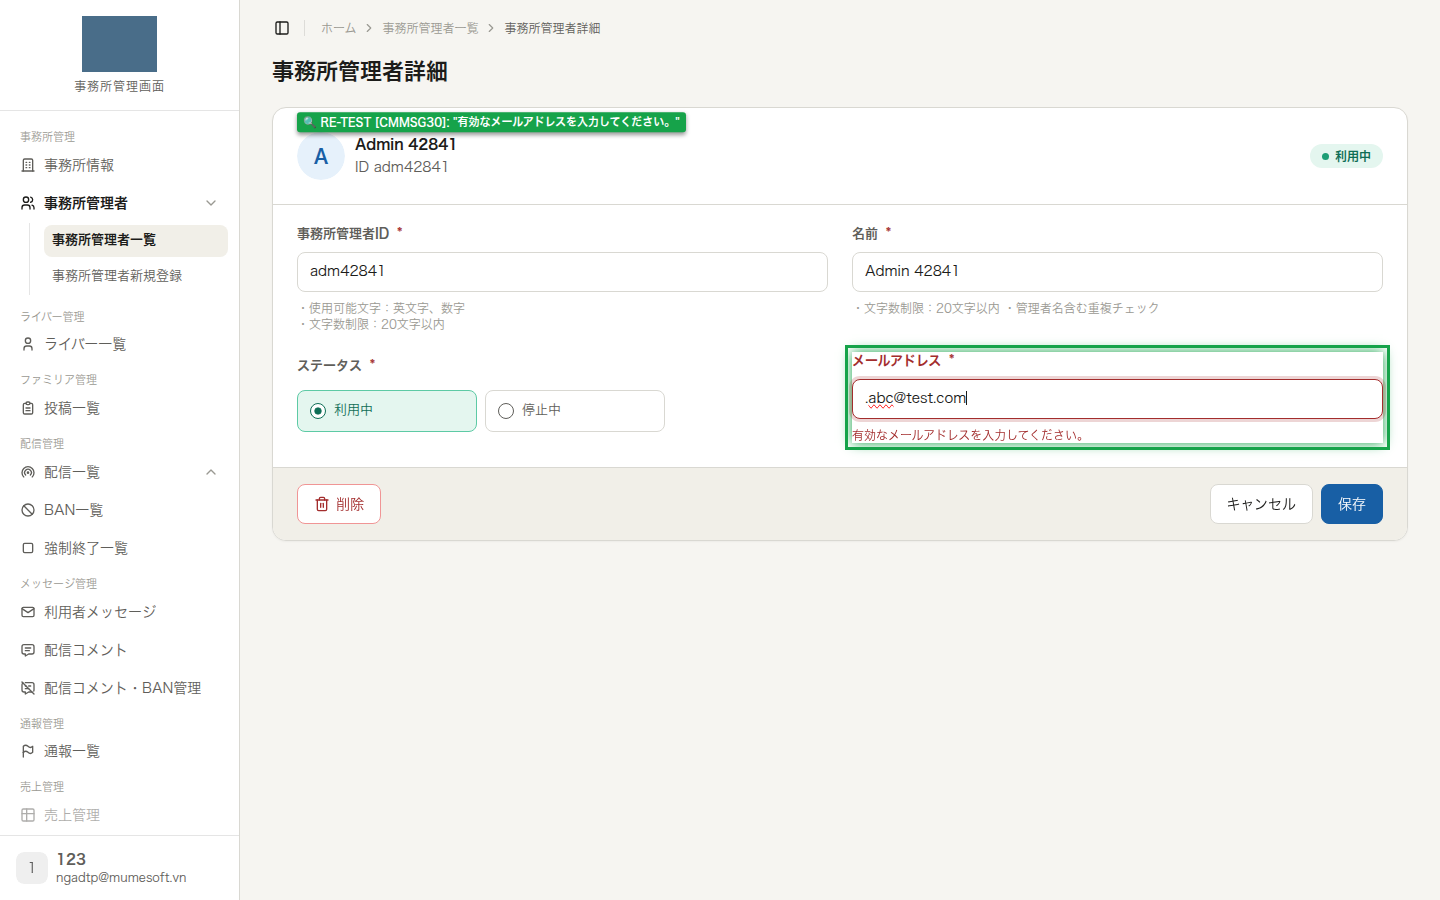 事務所管理画面
事務所管理
事務所情報
事務所管理者
事務所管理者一覧
事務所管理者新規登録
ライバー管理
ライバー一覧
ファミリア管理
投稿一覧
配信管理
配信一覧
BAN一覧
強制終了一覧
メッセージ管理
利用者メッセージ
配信コメント
配信コメント・BAN管理
通報管理
通報一覧
売上管理
売上管理
1
123
ngadtp@mumesoft.vn
ホーム > 事務所管理者一覧 > 事務所管理者詳細
事務所管理者詳細
🔍 RE-TEST [CMMSG30]: "有効なメールアドレスを入力してください。"
A
Admin 42841
ID adm42841
利用中
事務所管理者ID *
adm42841
・使用可能文字：英文字、数字
・文字数制限：20文字以内
名前 *
Admin 42841
・文字数制限：20文字以内 ・管理者名含む重複チェック
ステータス *
利用中
停止中
メールアドレス *
.abc@test.com
有効なメールアドレスを入力してください。
削除
キャンセル
保存